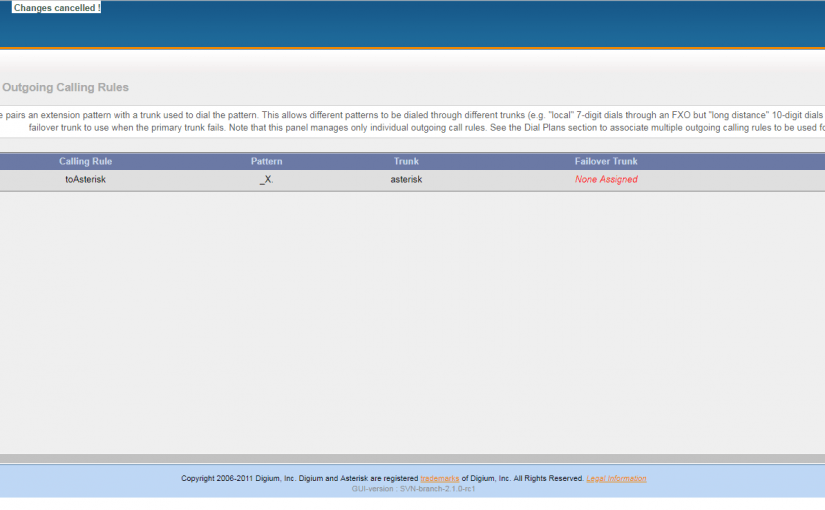 Changes cancelled !
Outgoing Calling Rules
e pairs an extension pattern with a trunk used to dial the pattern. This allows different patterns to be dialed through different trunks (e.g. "local" 7-digit dials through an FXO but "long distance" 10-digit dials
failover trunk to use when the primary trunk fails. Note that this panel manages only individual outgoing call rules. See the Dial Plans section to associate multiple outgoing calling rules to be used fo
Calling Rule Pattern Trunk Failover Trunk
toAsterisk _X. asterisk None Assigned
Copyright 2006-2011 Digium, Inc. Digium and Asterisk are registered trademarks of Digium, Inc. All Rights Reserved. Legal Information
GUI-version : SVN-branch-2.1.0-rc1